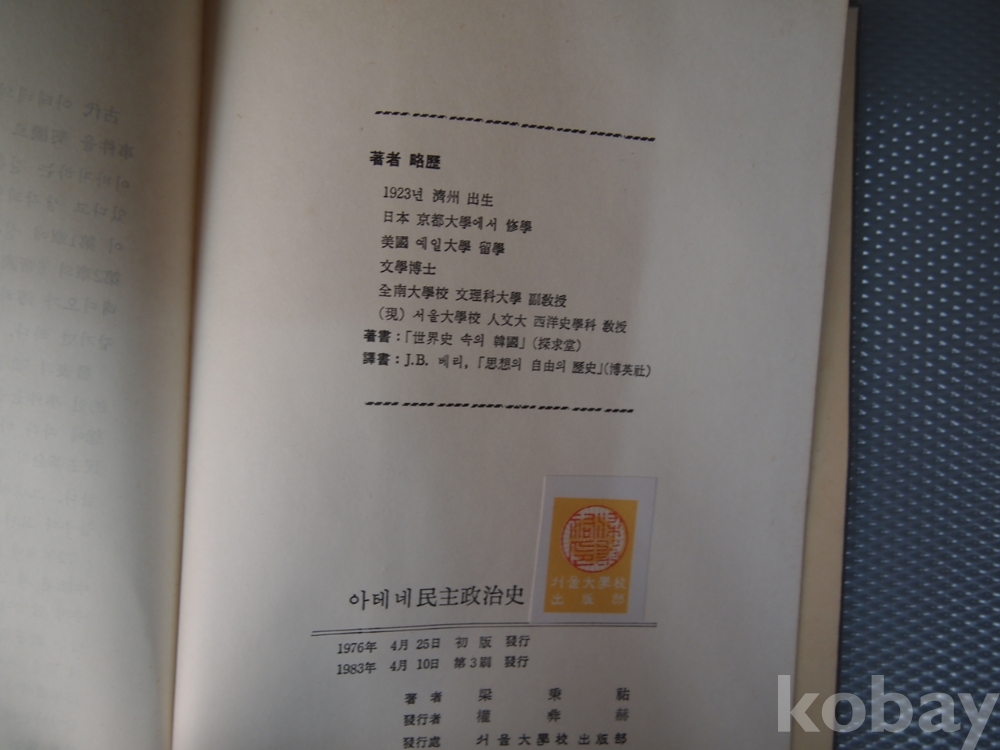 著者 略歷
1923년 濟州 出生
日本 京都大學에서 修學
美國 예일大學 留學
文學博士
全南大學校 文理科大學 副敎授
(現) 서울大學校 人文大 西洋史學科 敎授
著書:「世界史 속의 韓國」(探求堂)
譯書:J.B. 베리,「思想의 自由의 歷史」(博英社)
서울大學校
出版部
아테네民主政治史
1976年 4月 25日 初版 發行
1983年 4月 10日 第3刷 發行
著者 梁秉祐
發行者 權彛赫
發行處 서울大學校 出版部
kobay